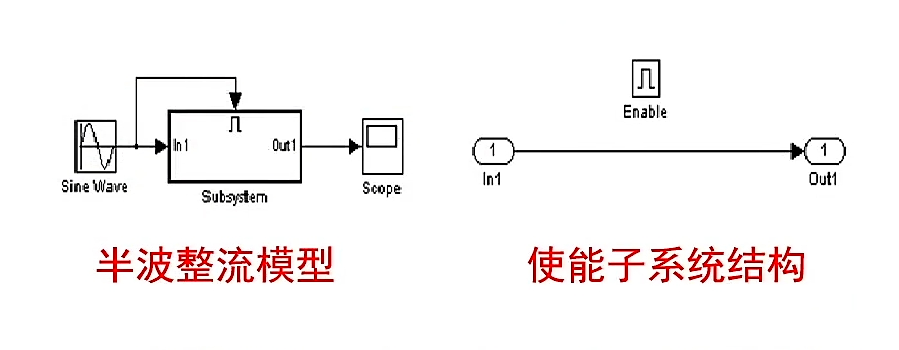 Enable
In1
Out1
1
1
Sine Wave
Subsystem
Scope
In1
Out1
半波整流模型
使能子系统结构